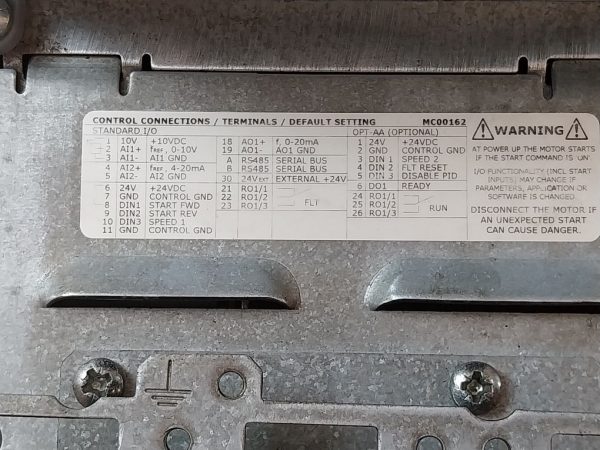 CONTROL CONNECTIONS / TERMINALS / DEFAULT SETTING MC00162
STANDARD I/O
1 10V +10VDC
2 AI1+ fREF, 0-10V
3 AI1- AI1 GND
4 AI2+ fREF, 4-20mA
5 AI2- AI2 GND
6 24V +24VDC
7 GND CONTROL GND
8 DIN1 START FWD
9 DIN2 START REV
10 DIN3 SPEED 1
11 GND CONTROL GND
18 AO1+ f, 0-20mA
19 AO1- AO1 GND
A RS485 SERIAL BUS
B RS485 SERIAL BUS
30 24VEXT EXTERNAL +24V
21 RO1/1
22 RO1/2
23 RO1/3
FLT
OPT-AA (OPTIONAL)
1 24V +24VDC
2 GND CONTROL GND
3 DIN 1 SPEED 2
4 DIN 2 FLT RESET
5 DIN 3 DISABLE PID
6 DO1 READY
24 RO1/1
25 RO1/2
26 RO1/3
RUN
WARNING
AT POWER UP THE MOTOR STARTS
IF THE START COMMAND IS 'ON'
I/O FUNCTIONALITY (INCL. START
INPUTS) MAY CHANGE IF
PARAMETERS, APPLICATION OR
SOFTWARE IS CHANGED.
DISCONNECT THE MOTOR IF
AN UNEXPECTED START
CAN CAUSE DANGER.